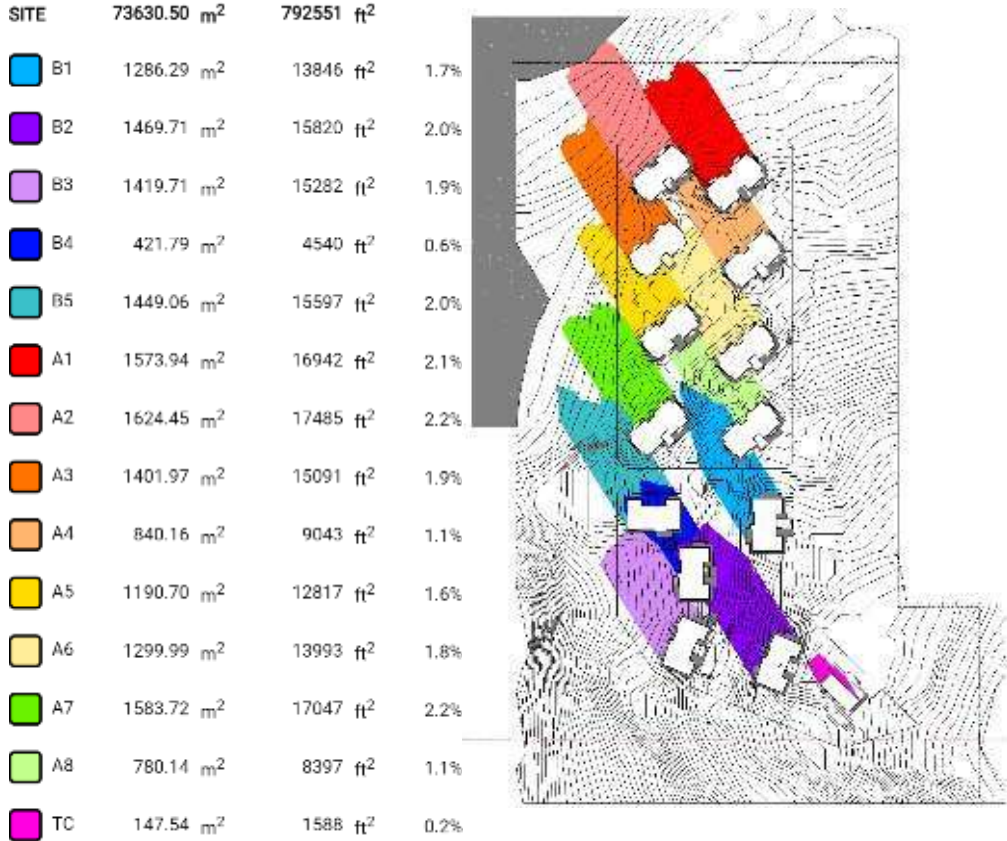 SITE 73630.50 m² 792551 ft²
B1 1286.29 m² 13846 ft² 1.7%
B2 1469.71 m² 15820 ft² 2.0%
B3 1419.71 m² 15282 ft² 1.9%
B4 421.79 m² 4540 ft² 0.6%
B5 1449.06 m² 15597 ft² 2.0%
A1 1573.94 m² 16942 ft² 2.1%
A2 1624.45 m² 17485 ft² 2.2%
A3 1401.97 m² 15091 ft² 1.9%
A4 840.16 m² 9043 ft² 1.1%
A5 1190.70 m² 12817 ft² 1.6%
A6 1299.99 m² 13993 ft² 1.8%
A7 1583.72 m² 17047 ft² 2.2%
A8 780.14 m² 8397 ft² 1.1%
TC 147.54 m² 1588 ft² 0.2%